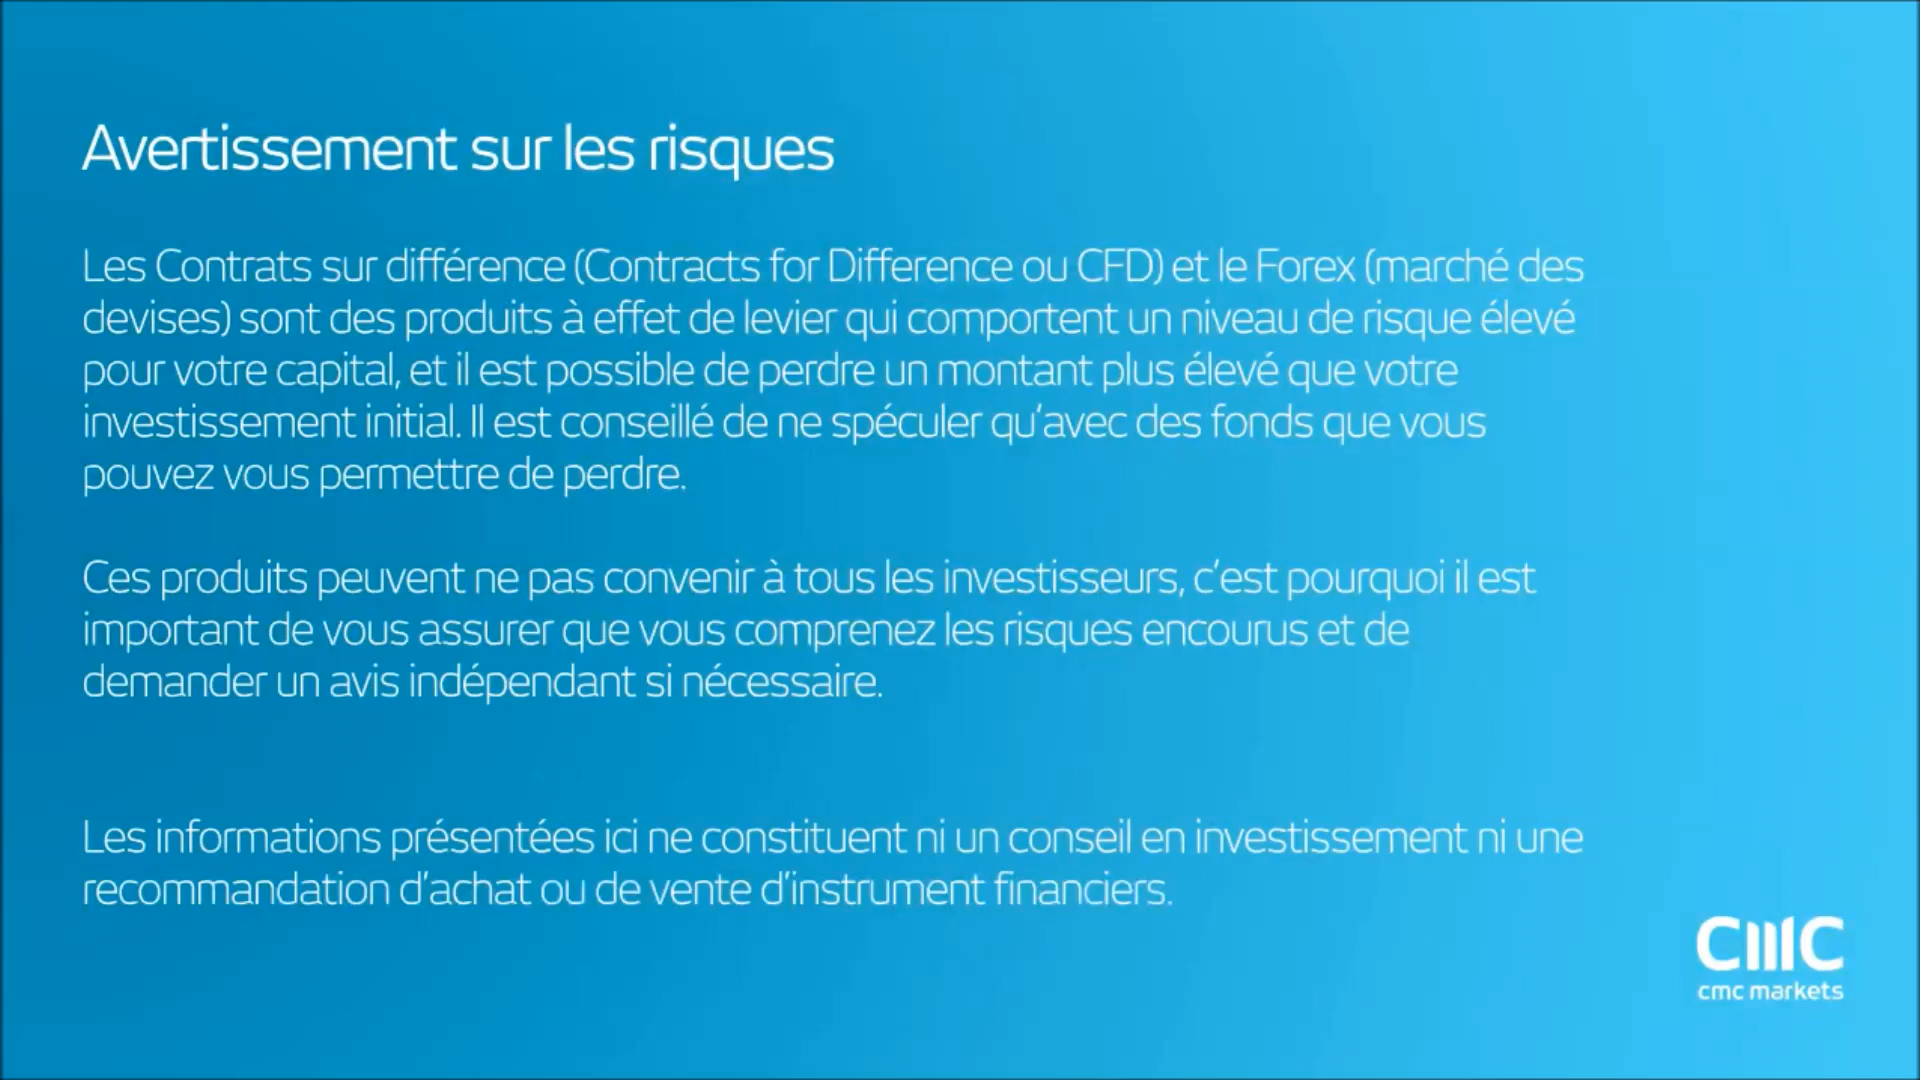 Avertissement sur les risques
Les Contrats sur différence (Contracts for Difference ou CFD) et le Forex (marché des
devises) sont des produits à effet de levier qui comportent un niveau de risque élevé
pour votre capital, et il est possible de perdre un montant plus élevé que votre
investissement initial. Il est conseillé de ne spéculer qu'avec des fonds que vous
pouvez vous permettre de perdre.
Ces produits peuvent ne pas convenir à tous les investisseurs, c'est pourquoi il est
important de vous assurer que vous comprenez les risques encourus et de
demander un avis indépendant si nécessaire.
Les informations présentées ici ne constituent ni un conseil en investissement ni une
recommandation d'achat ou de vente d'instrument financiers.
CMC
cmc markets